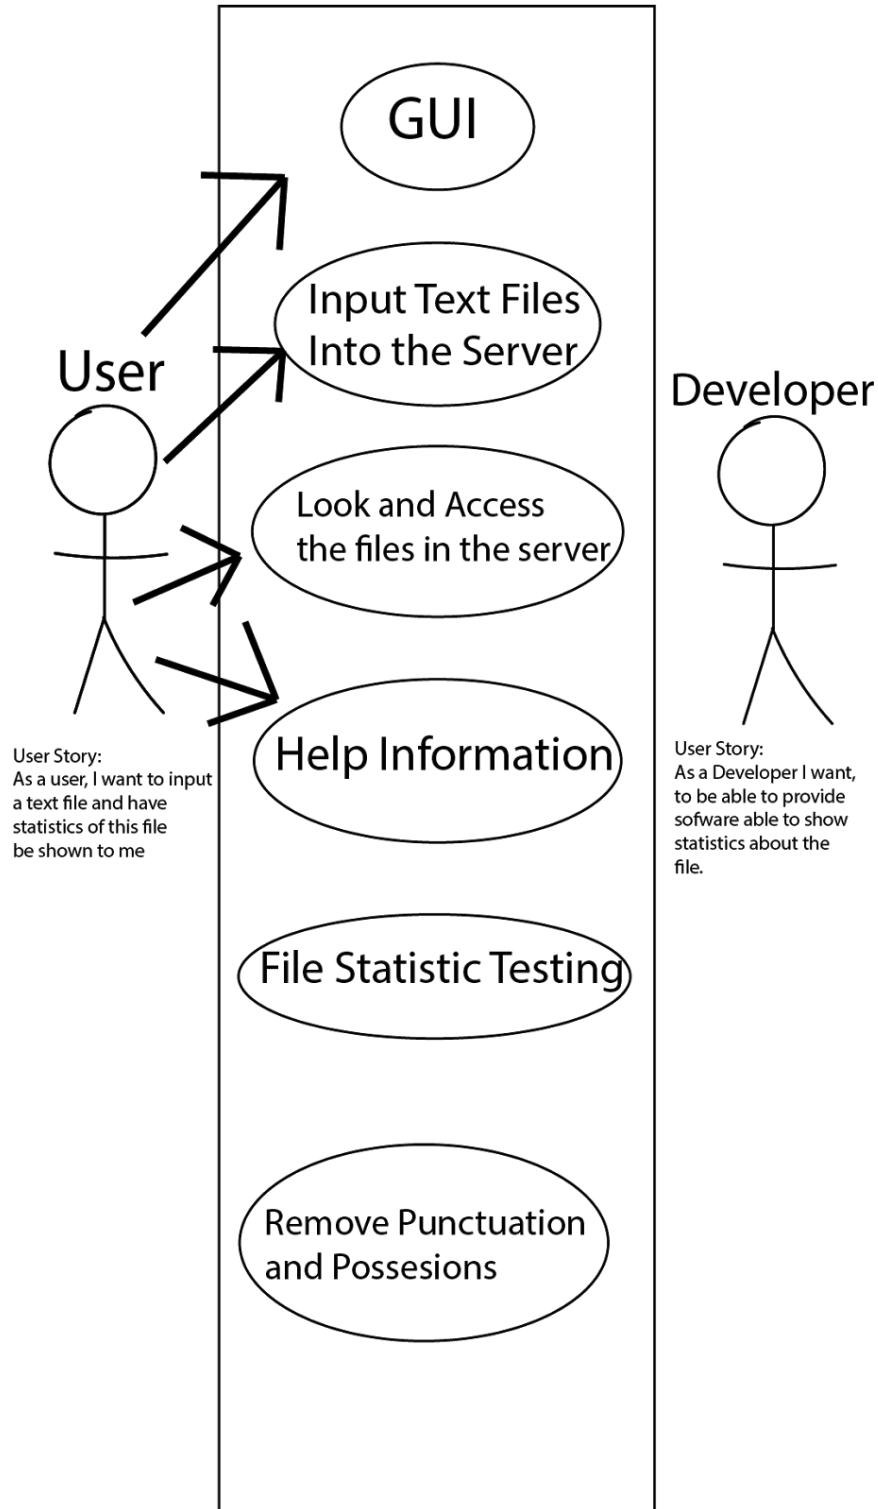 GUI
Input Text Files
Into the Server
User
Developer
Look and Access
the files in the server
Help Information
User Story:
As a user, I want to input
a text file and have
statistics of this file
be shown to me
User Story:
As a Developer I want,
to be able to provide
sofware able to show
statistics about the
file.
File Statistic Testing
Remove Punctuation
and Possesions